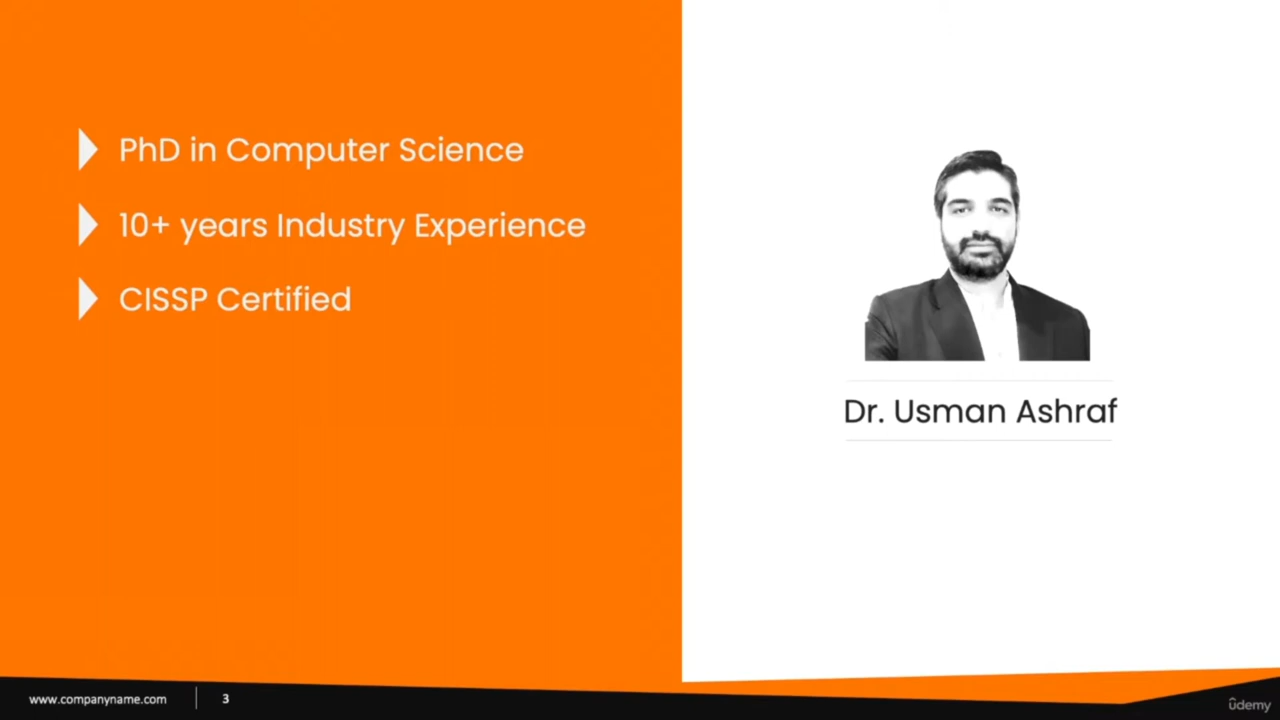 PhD in Computer Science
10+ years Industry Experience
CISSP Certified
Dr. Usman Ashraf
www.companyname.com
3
ûdemy